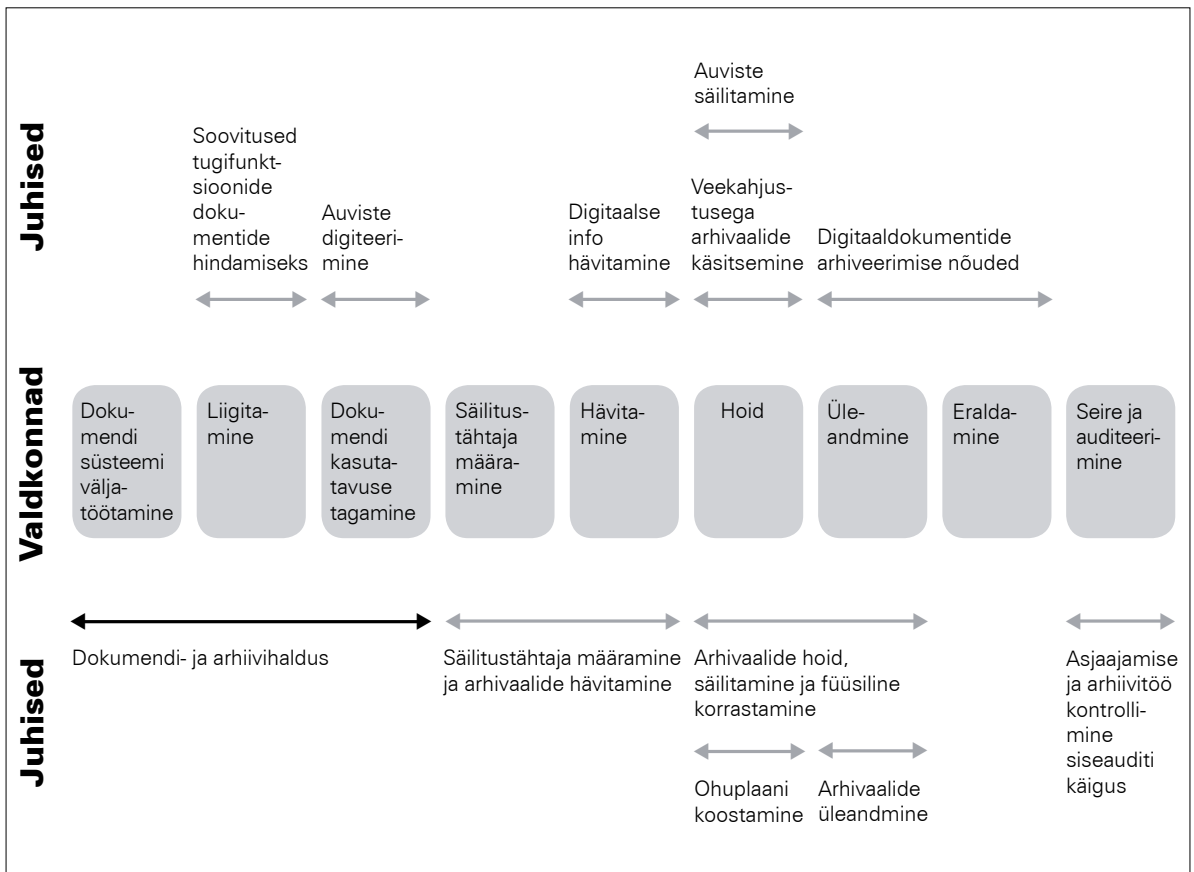 Juhised
Auviste
säilitamine
Soovitused
tugifunkt-
sioonide
doku-
mentide
hindamiseks
Auviste
digiteeri-
mine
Digitaalse
info
hävitamine
Veekahjus-
tusega
arhivaalide
käsitsemine
Digitaaldokumentide
arhiveerimise nõuded
Valdkonnad
Doku-
mendi
süsteemi
välja-
töötamine
Liigita-
mine
Doku-
mendi
kasuta-
tavuse
tagamine
Säilitus-
tähtaja
määra-
mine
Hävita-
mine
Hoid
Üle-
andmine
Eralda-
mine
Seire ja
auditeeri-
mine
Juhised
Dokumendi- ja arhiivihaldus
Säilitustähtaja määramine
ja arhivaalide hävitamine
Arhivaalide hoid,
säilitamine ja füüsiline
korrastamine
Ohuplaani
koostamine
Arhivaalide
üleandmine
Asjaajamise
ja arhiivitöö
kontrolli-
mine
siseauditi
käigus